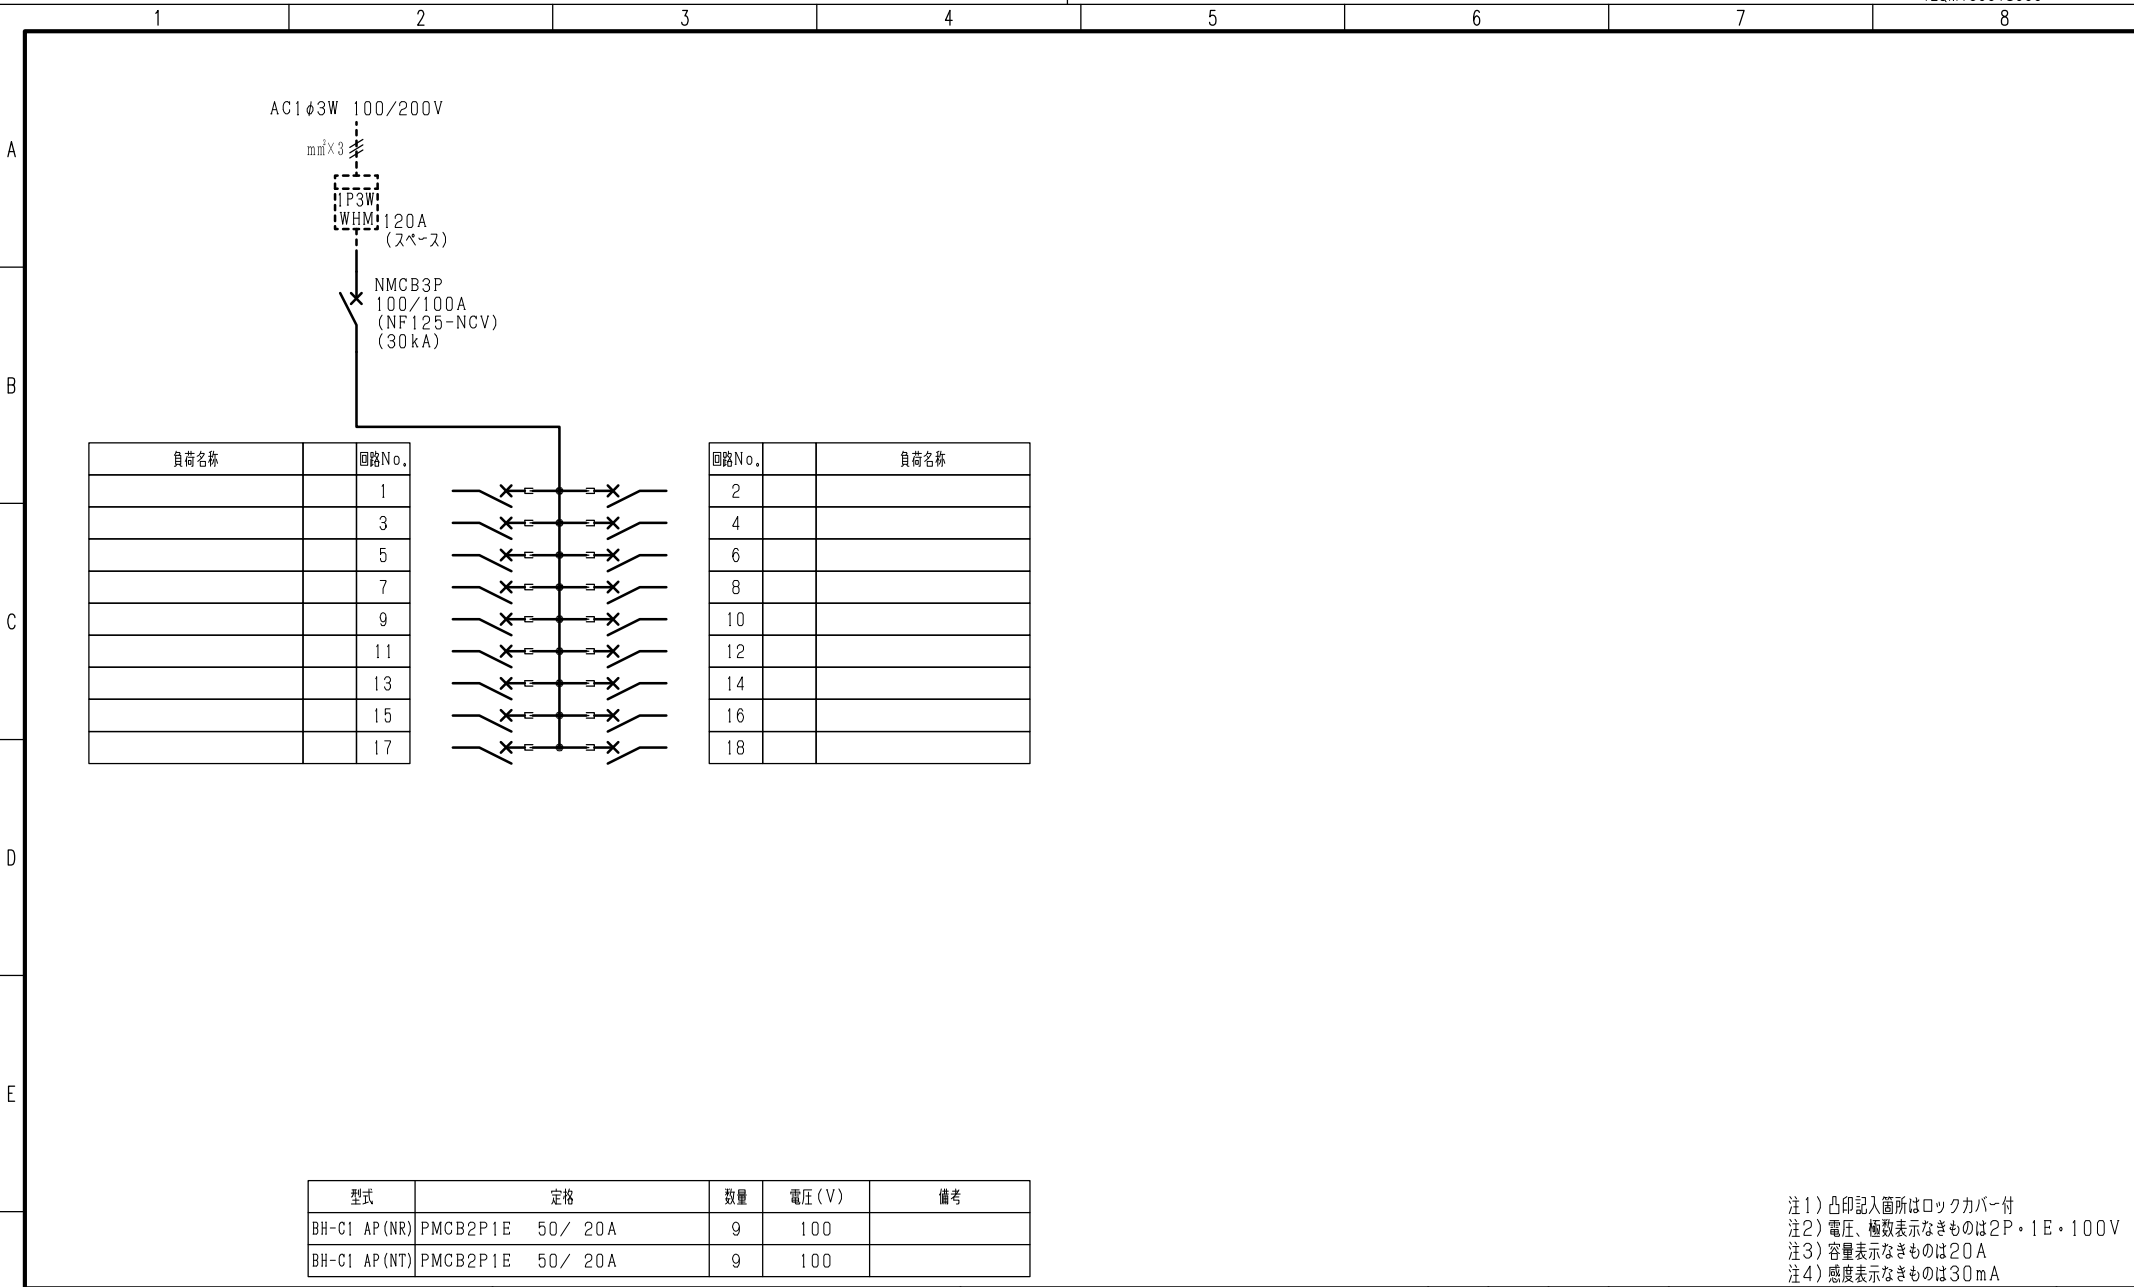 1 2 3 4 5 6 7 8
A
B
C
D
E
AC1φ3W 100/200V
mm²×3
1P3W
WHM
120A
(スペース)
NMCB3P
100/100A
(NF125-NCV)
(30kA)
負荷名称 回路No.
1
3
5
7
9
11
13
15
17
回路No. 負荷名称
2
4
6
8
10
12
14
16
18
型式 定格 数量 電圧(V) 備考
BH-C1 AP(NR) PMCB2P1E 50/ 20A 9 100
BH-C1 AP(NT) PMCB2P1E 50/ 20A 9 100
注1)凸印記入箇所はロックカバー付
注2)電圧、極数表示なきものは2P・1E・100V
注3)容量表示なきものは20A
注4)感度表示なきものは30mA